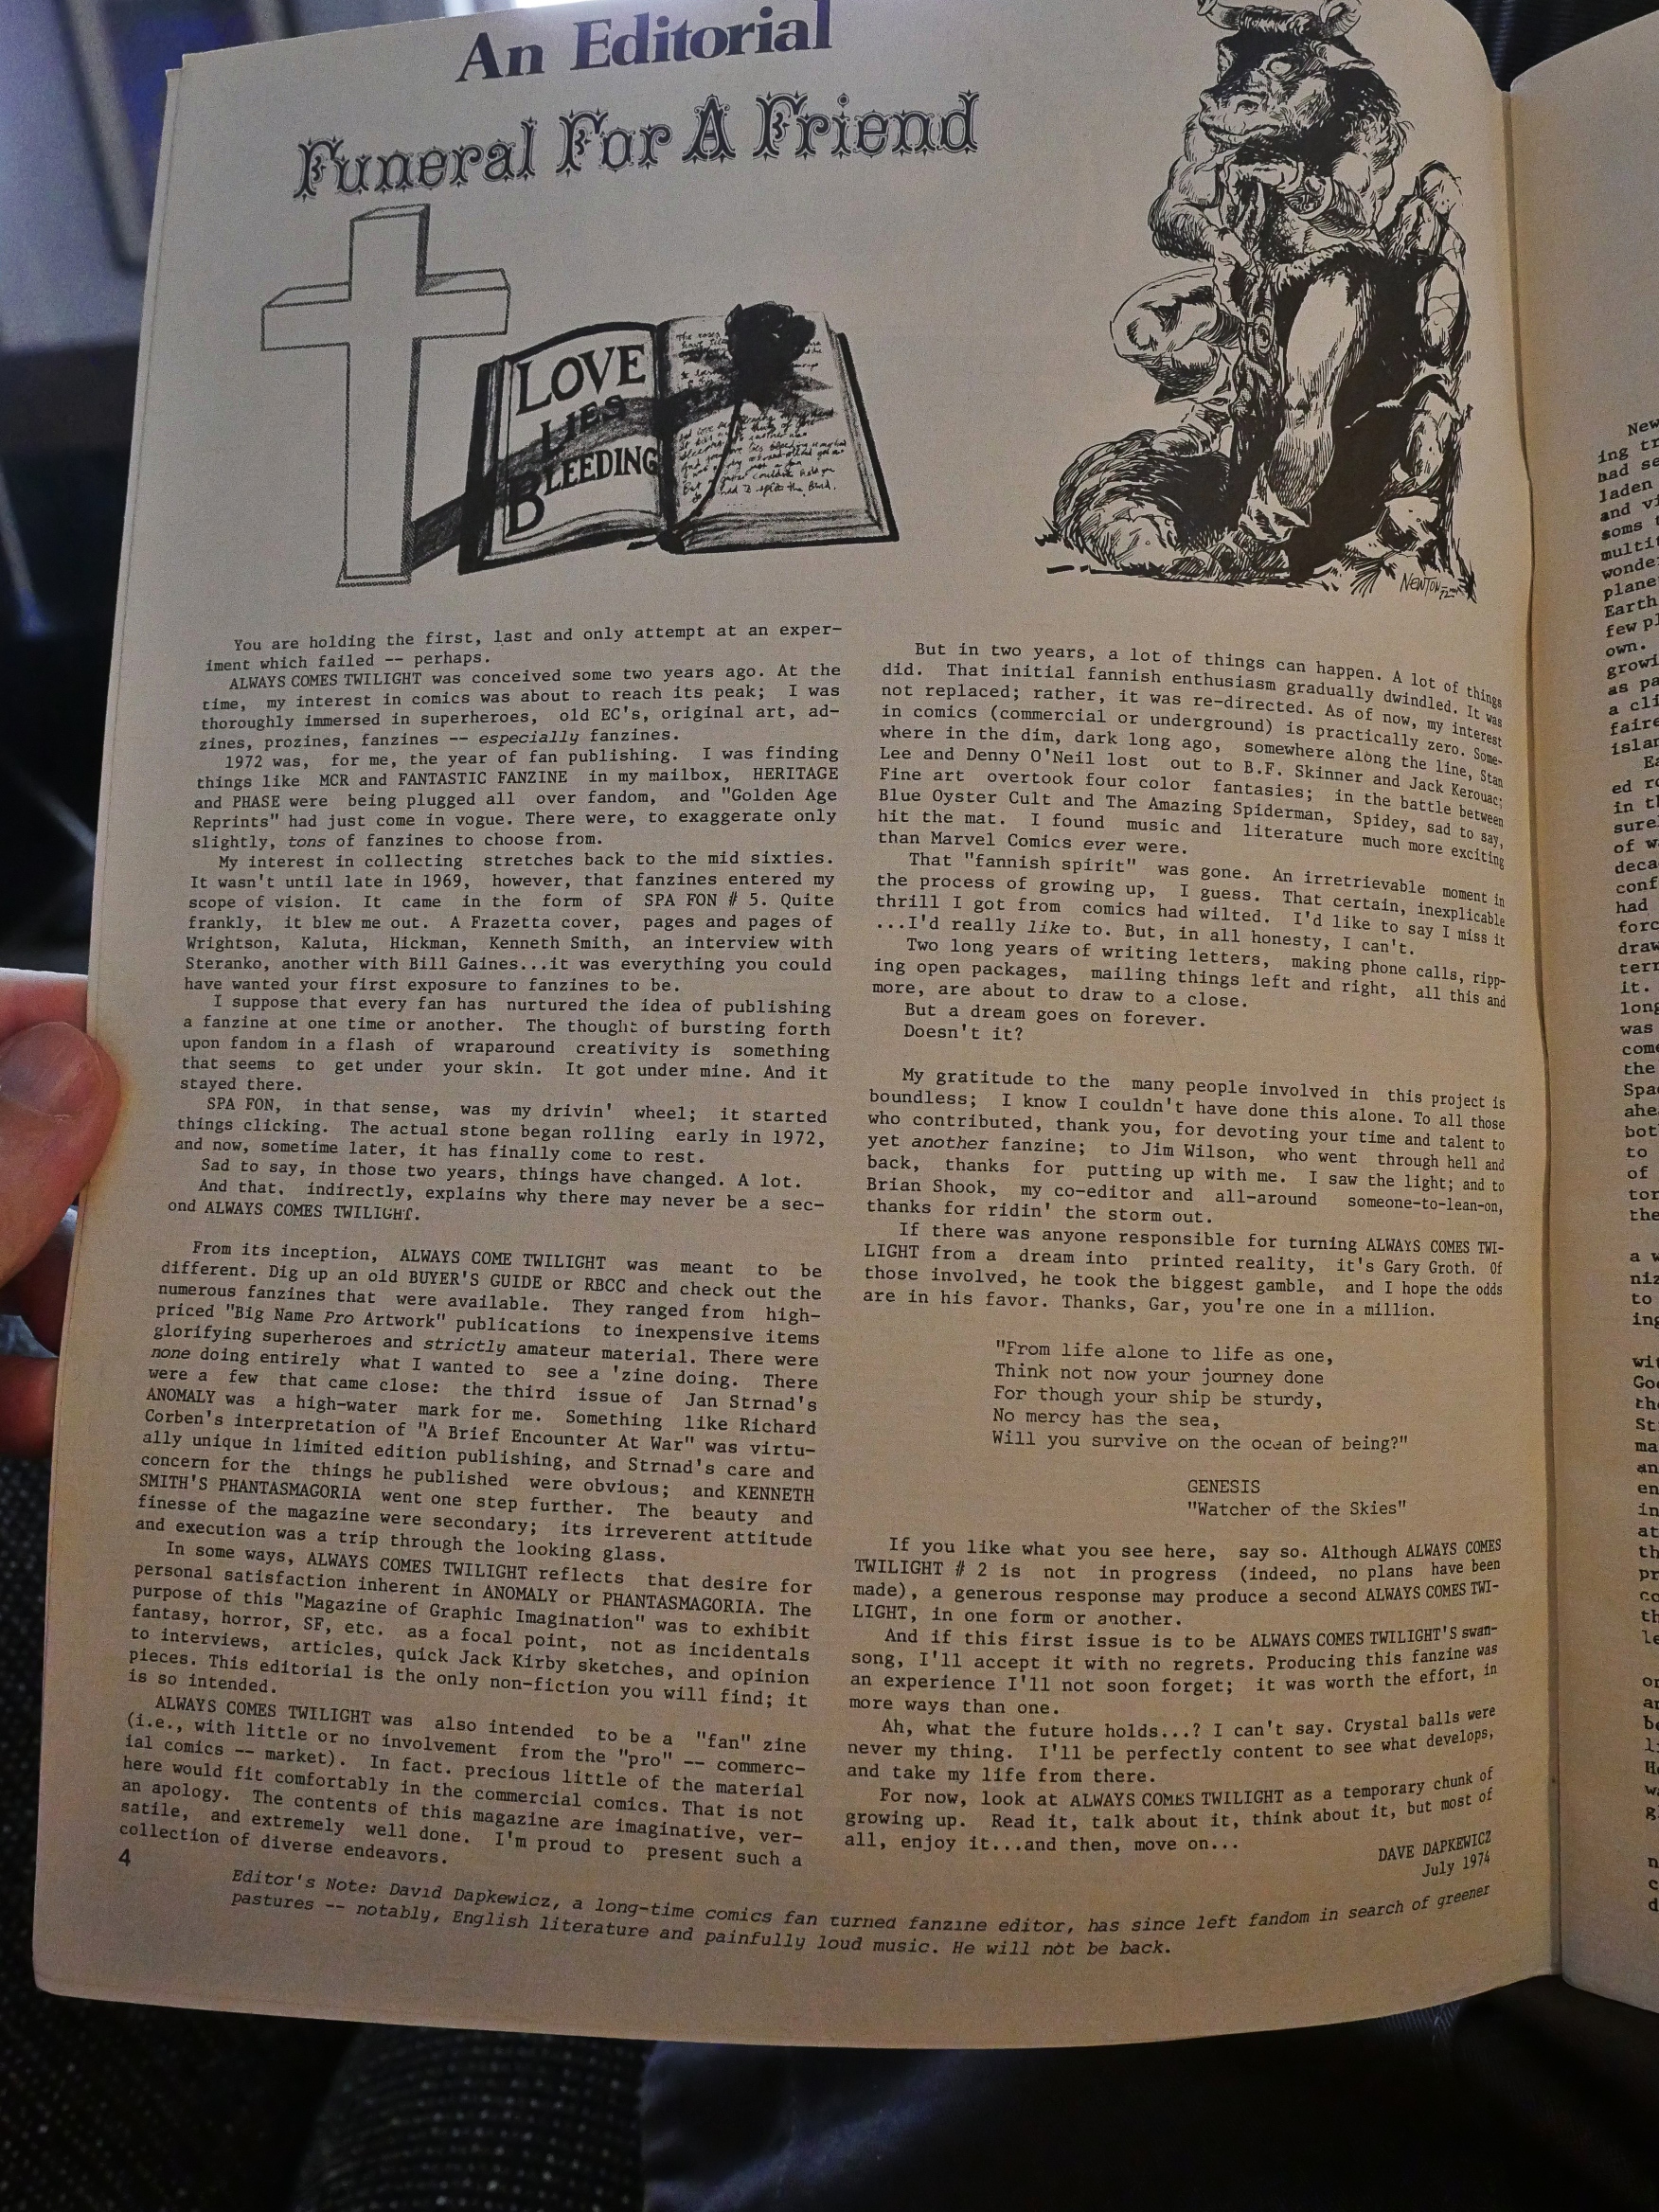 An Editorial
Funeral For A Friend
LOVE
LIES
BLEEDING
NEWTON
You are holding the first, last and only attempt at an exper-
iment which failed -- perhaps.
ALWAYS COMES TWILIGHT was conceived some two years ago. At the
time, my interest in comics was about to reach its peak; I was
thoroughly immersed in superheroes, old EC's, original art, ad-
zines, prozines, fanzines -- especially fanzines.
1972 was, for me, the year of fan publishing. I was finding
things like MCR and FANTASTIC FANZINE in my mailbox, HERITAGE
and PHASE were being plugged all over fandom, and "Golden Age
Reprints" had just come in vogue. There were, to exaggerate only
slightly, tons of fanzines to choose from.
My interest in collecting stretches back to the mid sixties.
It wasn't until late in 1969, however, that fanzines entered my
scope of vision. It came in the form of SPA FON # 5. Quite
frankly, it blew me out. A Frazetta cover, pages and pages of
Wrightson, Kaluta, Hickman, Kenneth Smith, an interview with
Steranko, another with Bill Gaines...it was everything you could
have wanted your first exposure to fanzines to be.
I suppose that every fan has nurtured the idea of publishing
a fanzine at one time or another. The thought of bursting forth
upon fandom in a flash of wraparound creativity is something
that seems to get under your skin. It got under mine. And it
stayed there.
SPA FON, in that sense, was my drivin' wheel; it started
things clicking. The actual stone began rolling early in 1972,
and now, sometime later, it has finally come to rest.
Sad to say, in those two years, things have changed. A lot.
And that, indirectly, explains why there may never be a sec-
ond ALWAYS COMES TWILIGHT.
From its inception, ALWAYS COME TWILIGHT was meant to be
different. Dig up an old BUYER'S GUIDE or RBCC and check out the
numerous fanzines that were available. They ranged from high-
priced "Big Name Pro Artwork" publications to inexpensive items
glorifying superheroes and strictly amateur material. There were
none doing entirely what I wanted to see a 'zine doing. There
were a few that came close: the third issue of Jan Strnad's
ANOMALY was a high-water mark for me. Something like Richard
Corben's interpretation of "A Brief Encounter At War" was virtu-
ally unique in limited edition publishing, and Strnad's care and
concern for the things he published were obvious; and KENNETH
SMITH'S PHANTASMAGORIA went one step further. The beauty and
finesse of the magazine were secondary; its irreverent attitude
and execution was a trip through the looking glass.
In some ways, ALWAYS COMES TWILIGHT reflects that desire for
personal satisfaction inherent in ANOMALY or PHANTASMAGORIA. The
purpose of this "Magazine of Graphic Imagination" was to exhibit
fantasy, horror, SF, etc. as a focal point, not as incidentals
to interviews, articles, quick Jack Kirby sketches, and opinion
pieces. This editorial is the only non-fiction you will find; it
is so intended.
ALWAYS COMES TWILIGHT was also intended to be a "fan" zine
(i.e., with little or no involvement from the "pro" -- commerc-
ial comics -- market). In fact. precious little of the material
here would fit comfortably in the commercial comics. That is not
an apology. The contents of this magazine are imaginative, ver-
satile, and extremely well done. I'm proud to present such a
collection of diverse endeavors.
But in two years, a lot of things can happen. A lot of things
did. That initial fannish enthusiasm gradually dwindled. It was
not replaced; rather, it was re-directed. As of now, my interest
in comics (commercial or underground) is practically zero. Some-
where in the dim, dark long ago, somewhere along the line, Stan
Lee and Denny O'Neil lost out to B.F. Skinner and Jack Kerouac;
Fine art overtook four color fantasies; in the battle between
Blue Oyster Cult and The Amazing Spiderman, Spidey, sad to say,
hit the mat. I found music and literature much more exciting
than Marvel Comics ever were.
That "fannish spirit" was gone. An irretrievable moment in
the process of growing up, I guess. That certain, inexplicable
thrill I got from comics had wilted. I'd like to say I miss it
...I'd really like to. But, in all honesty, I can't.
Two long years of writing letters, making phone calls, ripp-
ing open packages, mailing things left and right, all this and
more, are about to draw to a close.
But a dream goes on forever.
Doesn't it?
My gratitude to the many people involved in this project is
boundless; I know I couldn't have done this alone. To all those
who contributed, thank you, for devoting your time and talent to
yet another fanzine; to Jim Wilson, who went through hell and
back, thanks for putting up with me. I saw the light; and to
Brian Shook, my co-editor and all-around someone-to-lean-on,
thanks for ridin' the storm out.
If there was anyone responsible for turning ALWAYS COMES TWI-
LIGHT from a dream into printed reality, it's Gary Groth. Of
those involved, he took the biggest gamble, and I hope the odds
are in his favor. Thanks, Gar, you're one in a million.
"From life alone to life as one,
Think not now your journey done
For though your ship be sturdy,
No mercy has the sea,
Will you survive on the ocean of being?"
GENESIS
"Watcher of the Skies"
If you like what you see here, say so. Although ALWAYS COMES
TWILIGHT # 2 is not in progress (indeed, no plans have been
made), a generous response may produce a second ALWAYS COMES TWI-
LIGHT, in one form or another.
And if this first issue is to be ALWAYS COMES TWILIGHT'S swan-
song, I'll accept it with no regrets. Producing this fanzine was
an experience I'll not soon forget; it was worth the effort, in
more ways than one.
Ah, what the future holds...? I can't say. Crystal balls were
never my thing. I'll be perfectly content to see what develops,
and take my life from there.
For now, look at ALWAYS COMES TWILIGHT as a temporary chunk of
growing up. Read it, talk about it, think about it, but most of
all, enjoy it...and then, move on...
DAVE DAPKEWICZ
July 1974
4
Editor's Note: David Dapkewicz, a long-time comics fan turned fanzine editor, has since left fandom in search of greener
pastures -- notably, English literature and painfully loud music. He will not be back.